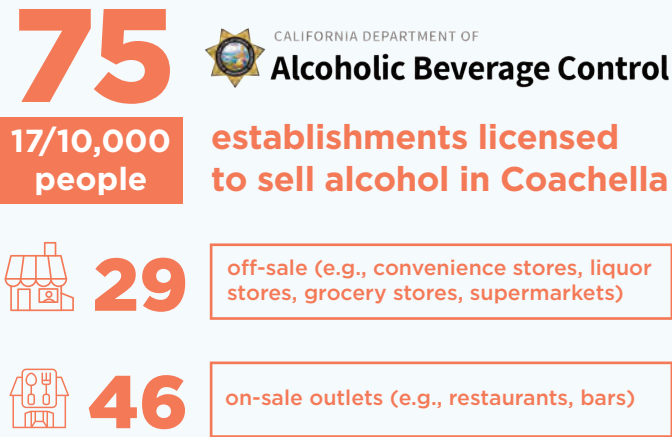 75
CALIFORNIA DEPARTMENT OF
Alcoholic Beverage Control
17/10,000
people
establishments licensed
to sell alcohol in Coachella
29
off-sale (e.g., convenience stores, liquor
stores, grocery stores, supermarkets)
46
on-sale outlets (e.g., restaurants, bars)